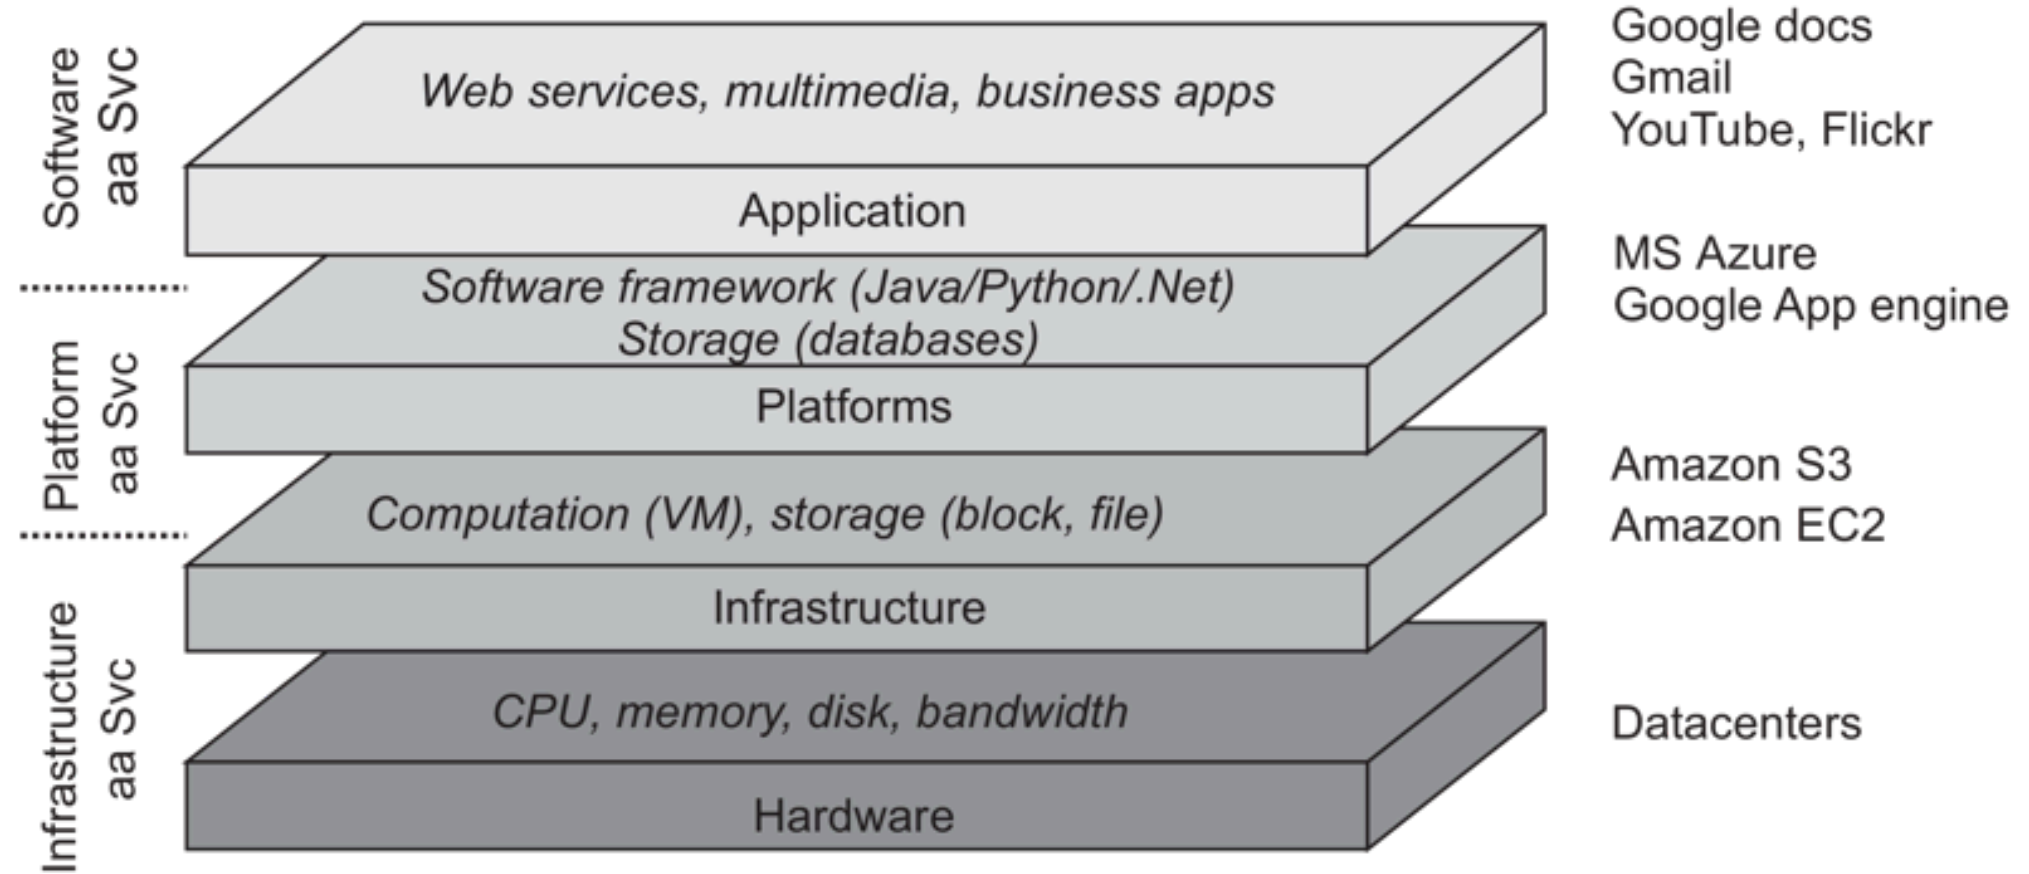 Software
aa Svc
Web services, multimedia, business apps
Application
Google docs
Gmail
YouTube, Flickr
Platform
aa Svc
Software framework (Java/Python/.Net)
Storage (databases)
Platforms
MS Azure
Google App engine
Infrastructure
aa Svc
Computation (VM), storage (block, file)
Infrastructure
Amazon S3
Amazon EC2
CPU, memory, disk, bandwidth
Hardware
Datacenters